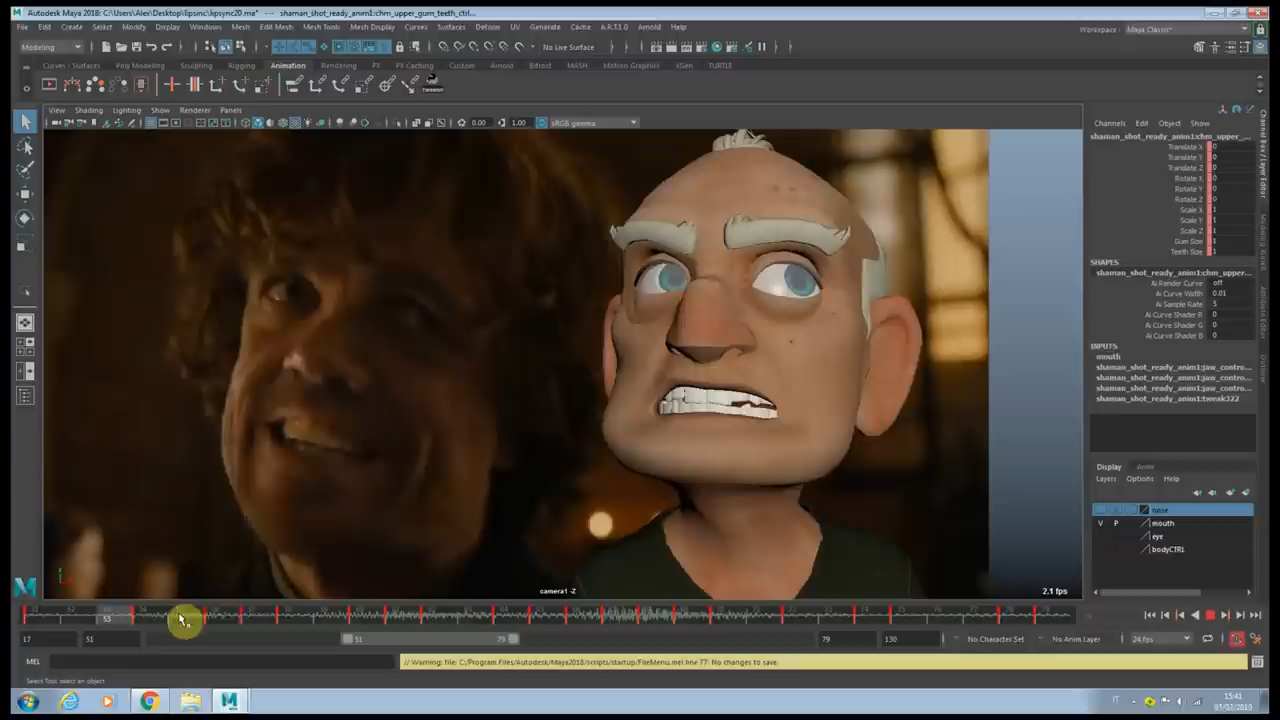 Autodesk Maya 2018: C:\Users\Alex\Desktop\lipsinc\lipsync20.ma* --- shaman_shot_ready_anim1:chm_upper_gum_teeth_ctrl...
File Edit Create Select Modify Display Windows Mesh Edit Mesh Mesh Tools Mesh Display Curves Surfaces Deform UV Generate Cache Arnold Help
Workspace: Maya Classic*
Modeling
No Live Surface
Curves / Surfaces Poly Modeling Sculpting Rigging Animation Rendering FX FX Caching Custom Arnold Bifrost MASH Motion Graphics XGen TURTLE
View Shading Lighting Show Renderer Panels
0.00 1.00 sRGB gamma
Channels Edit Object Show
shaman_shot_ready_anim1:chm_upper_...
Translate X 0
Translate Y 0
Translate Z 0
Rotate X 0
Rotate Y 0
Rotate Z 0
Scale X 1
Scale Y 1
Scale Z 1
Gum Size 1
Teeth Size 1
SHAPES
shaman_shot_ready_anim1:chm_upper...
Ai Render Curve off
Ai Curve Width 0.01
Ai Sample Rate 5
Ai Curve Shader R 0
Ai Curve Shader G 0
Ai Curve Shader B 0
INPUTS
mouth
shaman_shot_ready_anim1:jaw_contro...
shaman_shot_ready_anim1:jaw_contro...
shaman_shot_ready_anim1:jaw_contro...
shaman_shot_ready_anim1:tweak322
Display Anim
Layers Options Help
nose
V P mouth
eye
bodyCTRL
camera1 -Z
2.1 fps
53
17 51 51 79 79 130 No Character Set No Anim Layer 24 fps
MEL
// Warning: file: C:/Program Files/Autodesk/Maya2018/scripts/startup/FileMenu.mel line 77: No changes to save.
Select Tool: select an object
IT
15:41